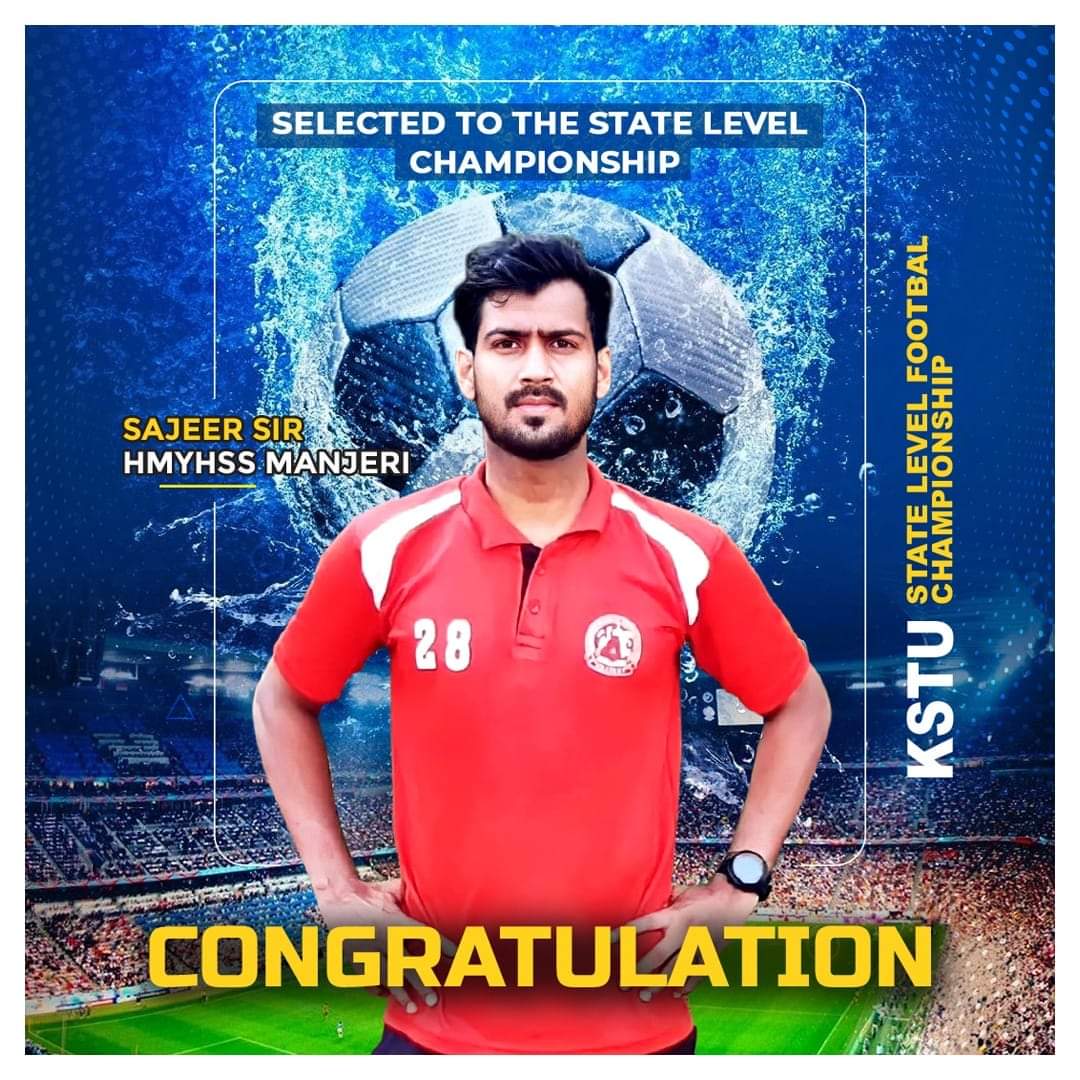 SELECTED TO THE STATE LEVEL
CHAMPIONSHIP
SAJEER SIR
HMYHSS MANJERI
28
KSTU
STATE LEVEL FOOTBAL
CHAMPIONSHIP
CONGRATULATION